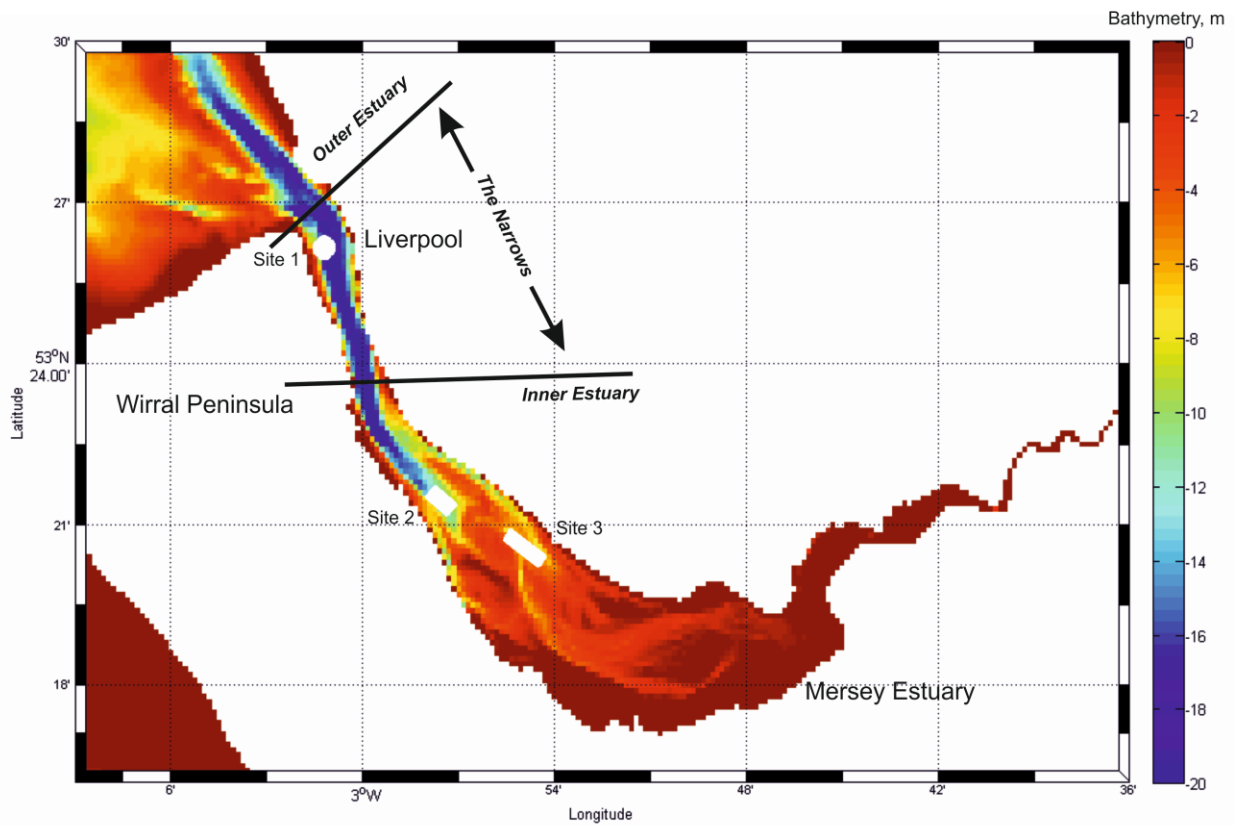 Bathymetry, m
30'
0
Outer Estuary
-2
The Narrows
-4
27'
Liverpool
Site 1
-6
-8
53°N
24.00'
Inner Estuary
Wirral Peninsula
-10
Latitude
-12
Site 2
21'
Site 3
-14
-16
18'
Mersey Estuary
-18
-20
6'
3°W
54'
48'
42'
36'
Longitude